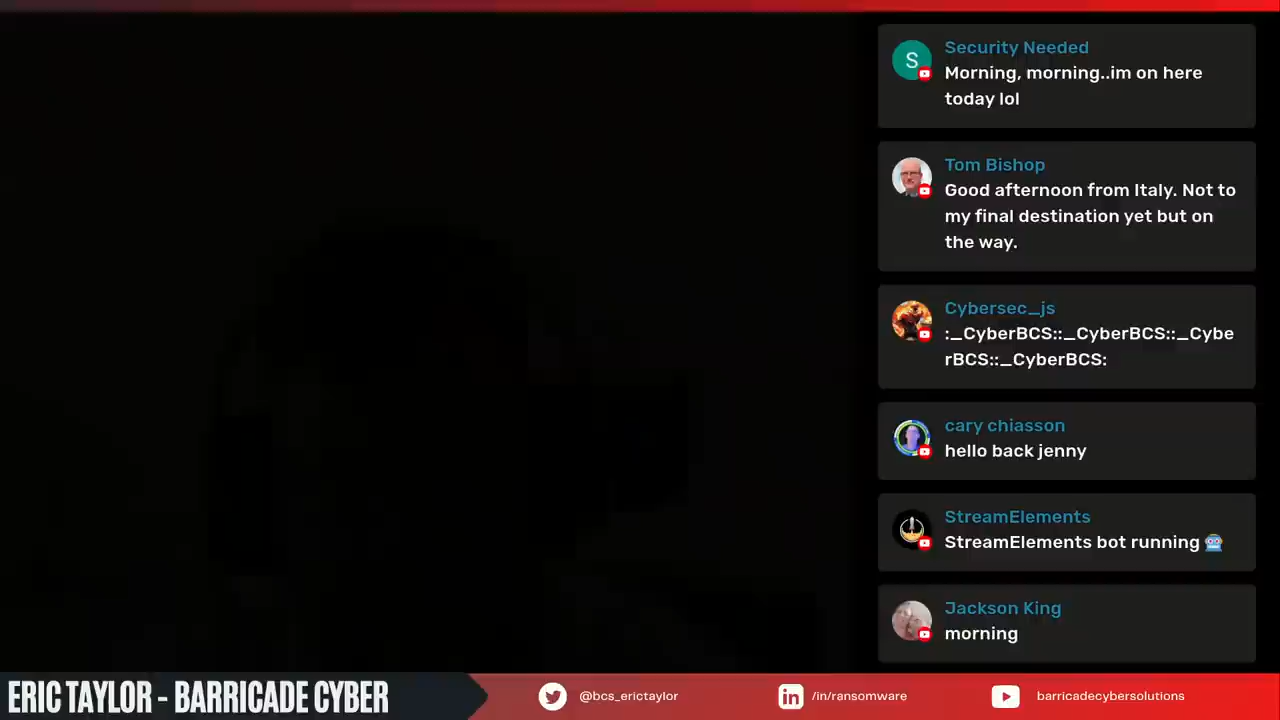 Security Needed
Morning, morning..im on here
today lol
Tom Bishop
Good afternoon from Italy. Not to
my final destination yet but on
the way.
Cybersec_js
:_CyberBCS::_CyberBCS::_Cybe
rBCS::_CyberBCS:
cary chiasson
hello back jenny
StreamElements
StreamElements bot running 🤖
Jackson King
morning
S
ERIC TAYLOR - BARRICADE CYBER
@bcs_erictaylor
in
/in/ransomware
barricadecybersolutions